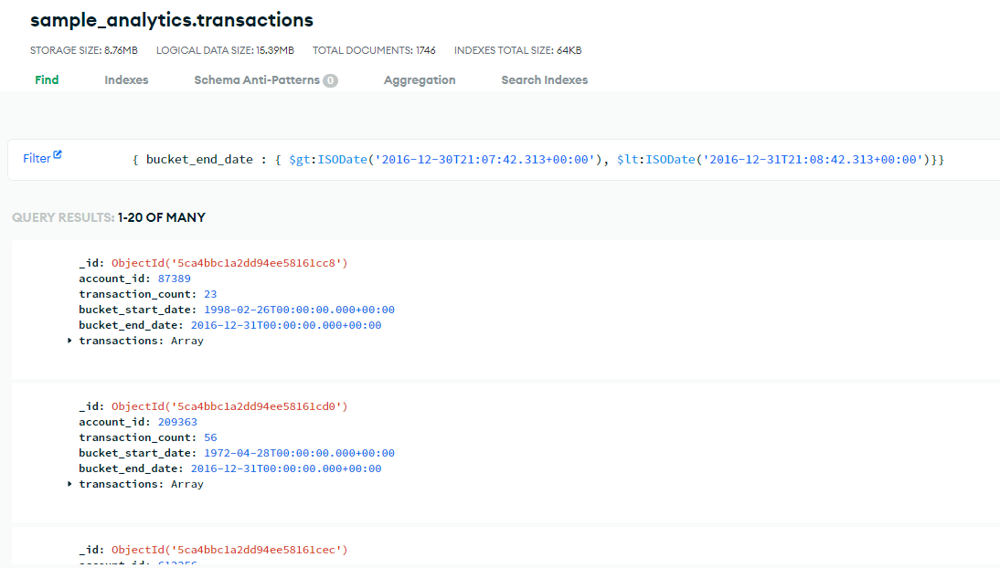 sample_analytics.transactions
STORAGE SIZE: 8.76MB LOGICAL DATA SIZE: 15.39MB TOTAL DOCUMENTS: 1746 INDEXES TOTAL SIZE: 64KB
Find Indexes Schema Anti-Patterns 0 Aggregation Search Indexes
Filter { bucket_end_date : { $gt:ISODate('2016-12-30T21:07:42.313+00:00'), $lt:ISODate('2016-12-31T21:08:42.313+00:00')}}
QUERY RESULTS: 1-20 OF MANY
_id: ObjectId('5ca4bbc1a2dd94ee58161cc8')
account_id: 87389
transaction_count: 23
bucket_start_date: 1998-02-26T00:00:00.000+00:00
bucket_end_date: 2016-12-31T00:00:00.000+00:00
transactions: Array
_id: ObjectId('5ca4bbc1a2dd94ee58161cd0')
account_id: 209363
transaction_count: 56
bucket_start_date: 1972-04-28T00:00:00.000+00:00
bucket_end_date: 2016-12-31T00:00:00.000+00:00
transactions: Array
_id: ObjectId('5ca4bbc1a2dd94ee58161cec')